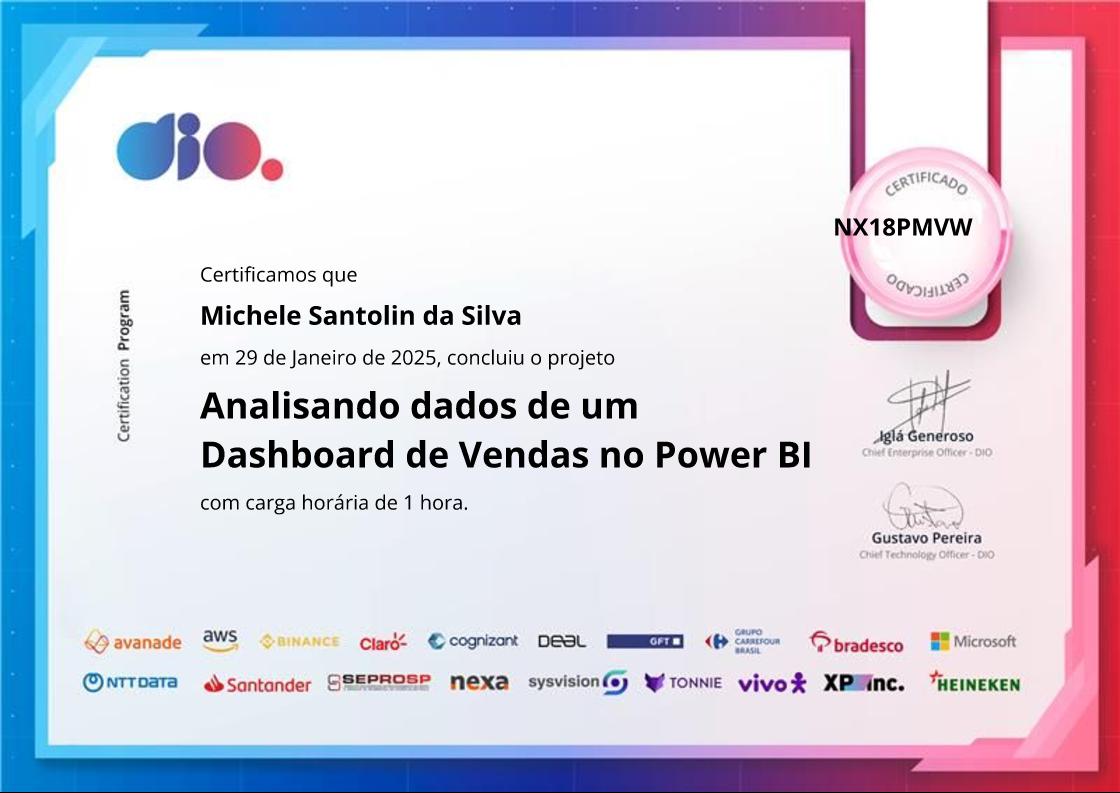 dio.
CERTIFICADO
NX18PMVW
CERTIFICADO
Certification Program
Certificamos que
Michele Santolin da Silva
em 29 de Janeiro de 2025, concluiu o projeto
Analisando dados de um
Dashboard de Vendas no Power BI
com carga horária de 1 hora.
Iglá Generoso
Chief Enterprise Officer - DIO
Gustavo Pereira
Chief Technology Officer - DIO
avanade aws BINANCE Claro cognizant DEAL GFT GRUPO CARREFOUR BRASIL bradesco Microsoft
NTT DATA Santander SEPROSP nexa sysvision TONNIE vivo XP inc. HEINEKEN